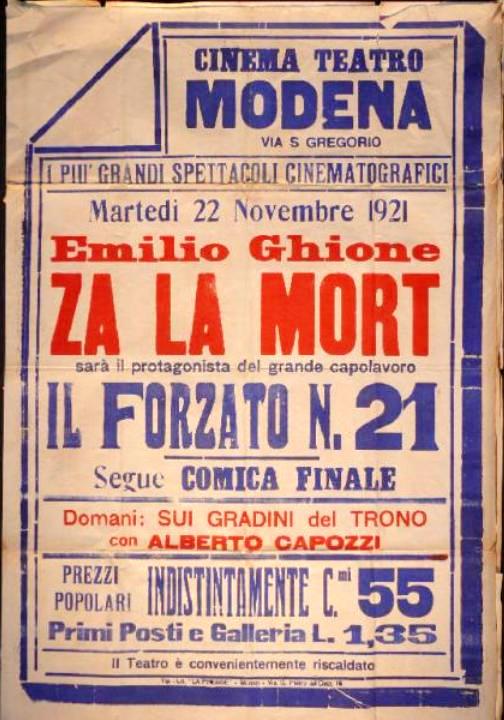 CINEMA TEATRO
MODENA
VIA S GREGORIO
I PIU' GRANDI SPETTACOLI CINEMATOGRAFICI
Martedi 22 Novembre 1921
Emilio Ghione
ZA LA MORT
sarà il protagonista del grande capolavoro
IL FORZATO N. 21
Segue COMICA FINALE
Domani: SUI GRADINI del TRONO
con ALBERTO CAPOZZI
PREZZI POPOLARI INDISTINTAMENTE C.mi 55
Primi Posti e Galleria L. 1,35
Il Teatro è convenientemente riscaldato